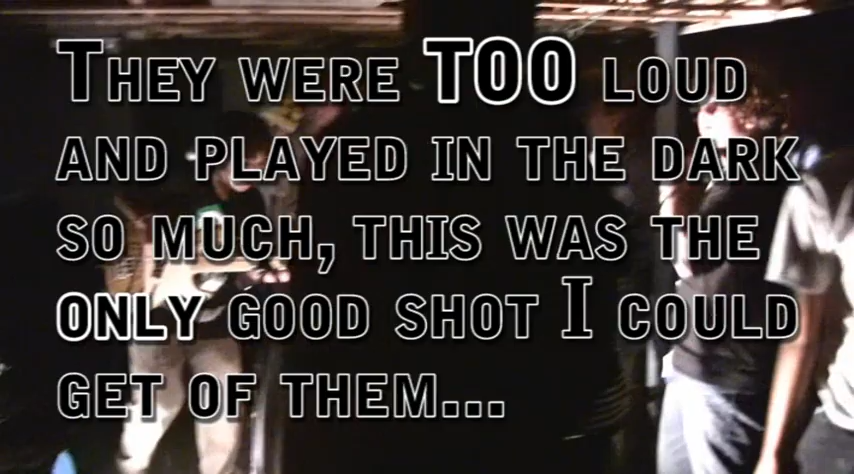 They were TOO loud
and played in the dark
so much, this was the
only good shot I could
get of them...